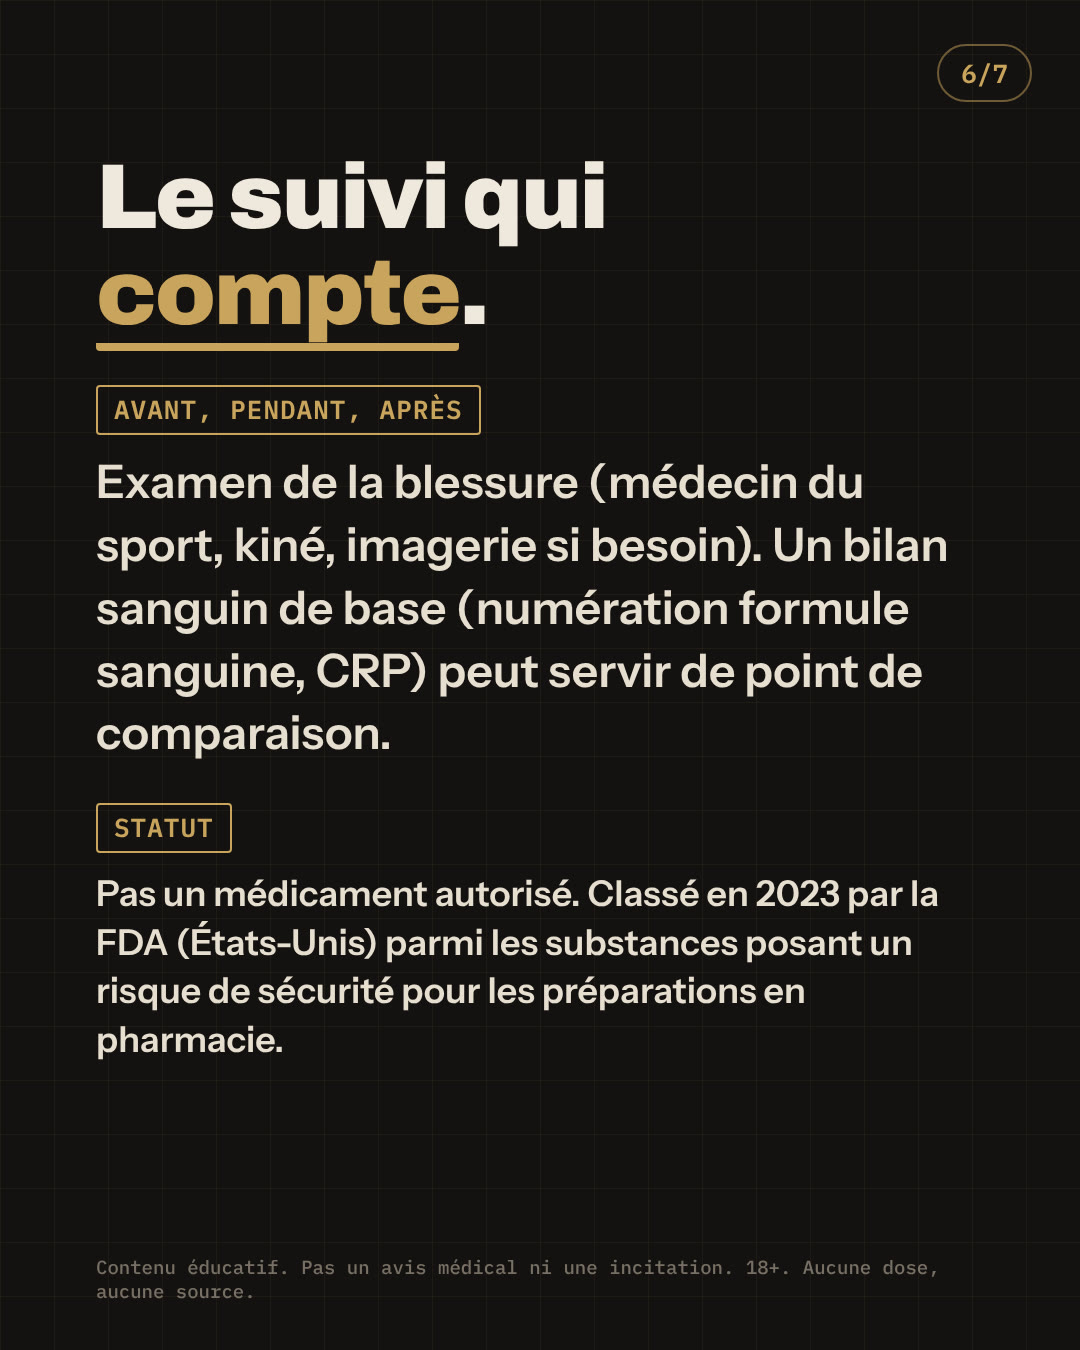 6/7
Le suivi qui
compte.
AVANT, PENDANT, APRÈS
Examen de la blessure (médecin du
sport, kiné, imagerie si besoin). Un bilan
sanguin de base (numération formule
sanguine, CRP) peut servir de point de
comparaison.
STATUT
Pas un médicament autorisé. Classé en 2023 par la
FDA (États-Unis) parmi les substances posant un
risque de sécurité pour les préparations en
pharmacie.
Contenu éducatif. Pas un avis médical ni une incitation. 18+. Aucune dose,
aucune source.